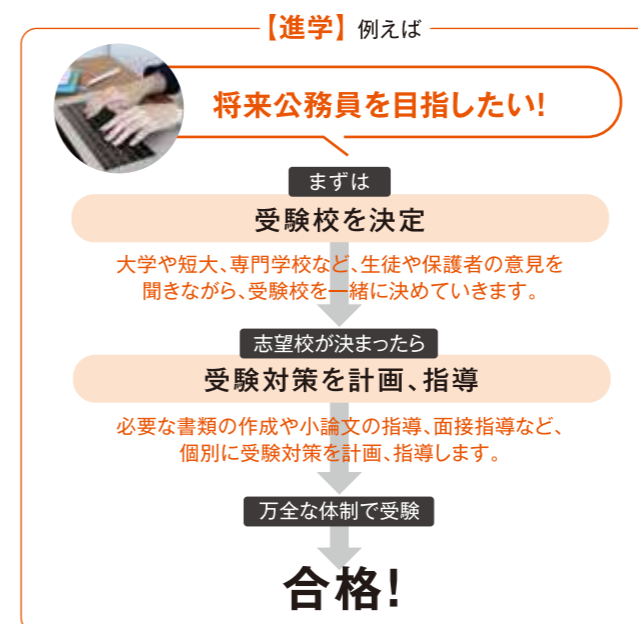 【進学】 例えば
将来公務員を目指したい!
まずは
受験校を決定
大学や短大、専門学校など、生徒や保護者の意見を
聞きながら、受験校を一緒に決めていきます。
志望校が決まったら
受験対策を計画、指導
必要な書類の作成や小論文の指導、面接指導など、
個別に受験対策を計画、指導します。
万全な体制で受験
合格!